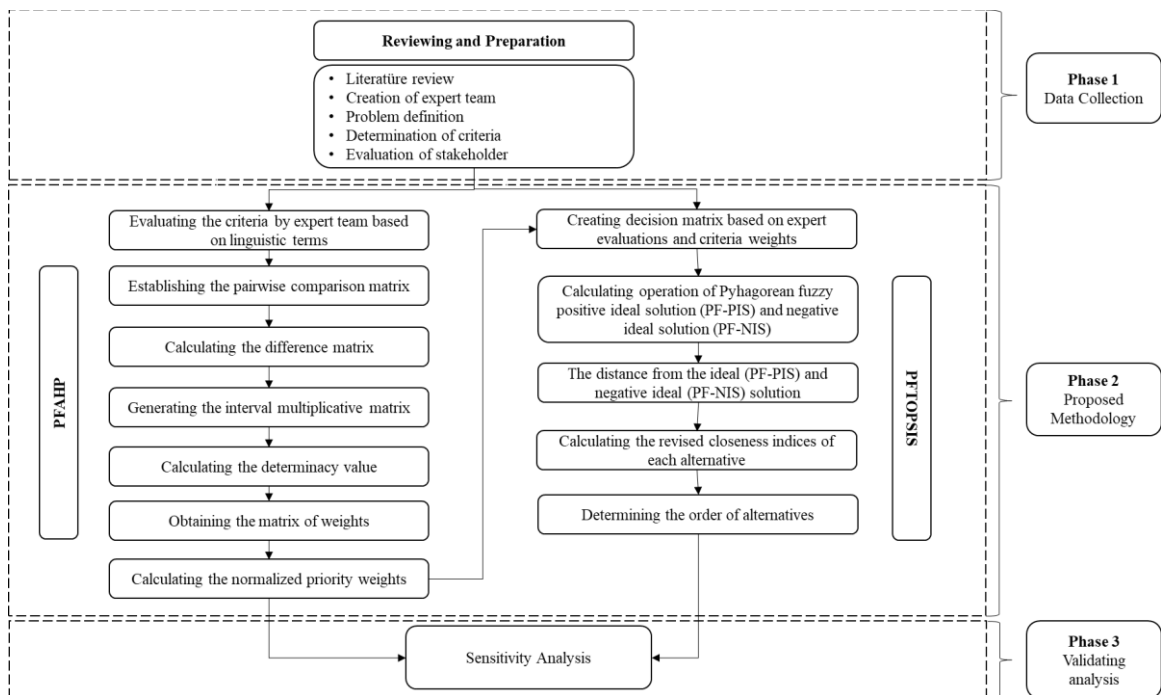 Reviewing and Preparation
• Literatüre review
• Creation of expert team
• Problem definition
• Determination of criteria
• Evaluation of stakeholder
Phase 1
Data Collection
PFAHP
Evaluating the criteria by expert team based
on linguistic terms
Establishing the pairwise comparison matrix
Calculating the difference matrix
Generating the interval multiplicative matrix
Calculating the determinacy value
Obtaining the matrix of weights
Calculating the normalized priority weights
Creating decision matrix based on expert
evaluations and criteria weights
Calculating operation of Pyhagorean fuzzy
positive ideal solution (PF-PIS) and negative
ideal solution (PF-NIS)
The distance from the ideal (PF-PIS) and
negative ideal (PF-NIS) solution
Calculating the revised closeness indices of
each alternative
Determining the order of alternatives
PFTOPSIS
Phase 2
Proposed
Methodology
Sensitivity Analysis
Phase 3
Validating
analysis